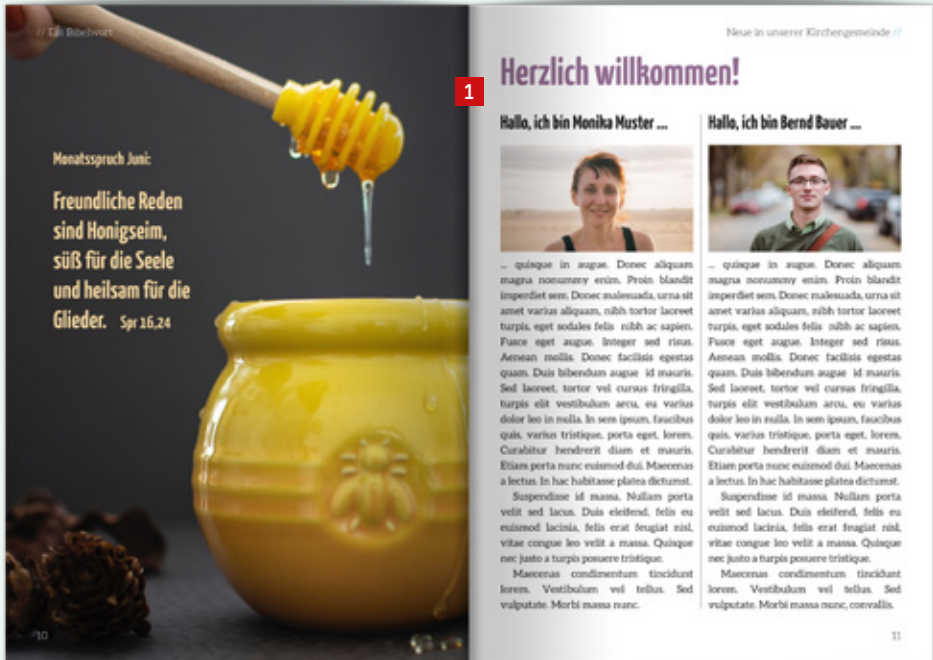 // Ein Bibelwort
Monatsspruch Juni:
Freundliche Reden
sind Honigseim,
süß für die Seele
und heilsam für die
Glieder. Spr 16,24
10
1
Neue in unserer Kirchengemeinde //
Herzlich willkommen!
Hallo, ich bin Monika Muster ...
... quisque in augue. Donec aliquam
magna nonummy enim. Proin blandit
imperdiet sem. Donec malesuada, urna sit
amet varius aliquam, nibh tortor laoreet
turpis, eget sodales felis nibh ac sapien.
Fusce eget augue. Integer sed risus.
Aenean mollis. Donec facilisis egestas
quam. Duis bibendum augue id mauris.
Sed laoreet, tortor vel cursus fringilla,
turpis elit vestibulum arcu, eu varius
dolor leo in nulla. In sem ipsum, faucibus
quis, varius tristique, porta eget, lorem.
Curabitur hendrerit diam et mauris.
Etiam porta nunc euismod dui. Maecenas
a lectus. In hac habitasse platea dictumst.
Suspendisse id massa. Nullam porta
velit sed lacus. Duis eleifend, felis eu
euismod lacinia, felis erat feugiat nisl,
vitae congue leo velit a massa. Quisque
nec justo a turpis posuere tristique.
Maecenas condimentum tincidunt
lorem. Vestibulum vel tellus. Sed
vulputate. Morbi massa nunc.
Hallo, ich bin Bernd Bauer ...
... quisque in augue. Donec aliquam
magna nonummy enim. Proin blandit
imperdiet sem. Donec malesuada, urna sit
amet varius aliquam, nibh tortor laoreet
turpis, eget sodales felis nibh ac sapien.
Fusce eget augue. Integer sed risus.
Aenean mollis. Donec facilisis egestas
quam. Duis bibendum augue id mauris.
Sed laoreet, tortor vel cursus fringilla,
turpis elit vestibulum arcu, eu varius
dolor leo in nulla. In sem ipsum, faucibus
quis, varius tristique, porta eget, lorem.
Curabitur hendrerit diam et mauris.
Etiam porta nunc euismod dui. Maecenas
a lectus. In hac habitasse platea dictumst.
Suspendisse id massa. Nullam porta
velit sed lacus. Duis eleifend, felis eu
euismod lacinia, felis erat feugiat nisl,
vitae congue leo velit a massa. Quisque
nec justo a turpis posuere tristique.
Maecenas condimentum tincidunt
lorem. Vestibulum vel tellus. Sed
vulputate. Morbi massa nunc, convallis.
11